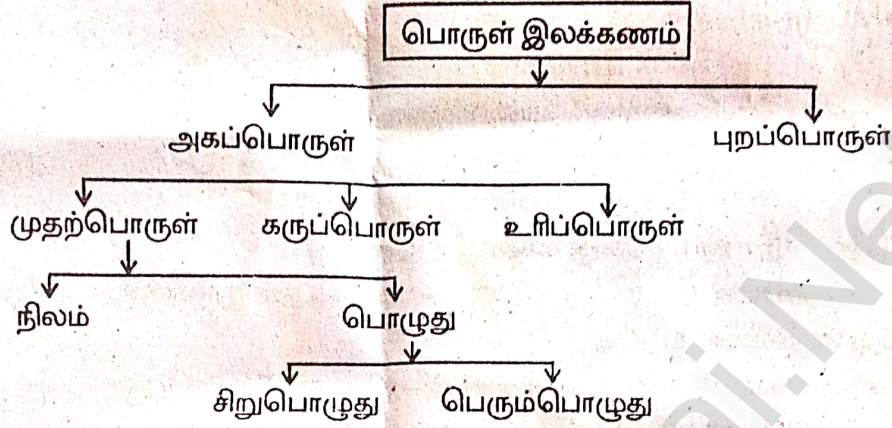 பொருள் இலக்கணம்
அகப்பொருள் புறப்பொருள்
முதற்பொருள் கருப்பொருள் உரிப்பொருள்
நிலம் பொழுது
சிறுபொழுது பெரும்பொழுது